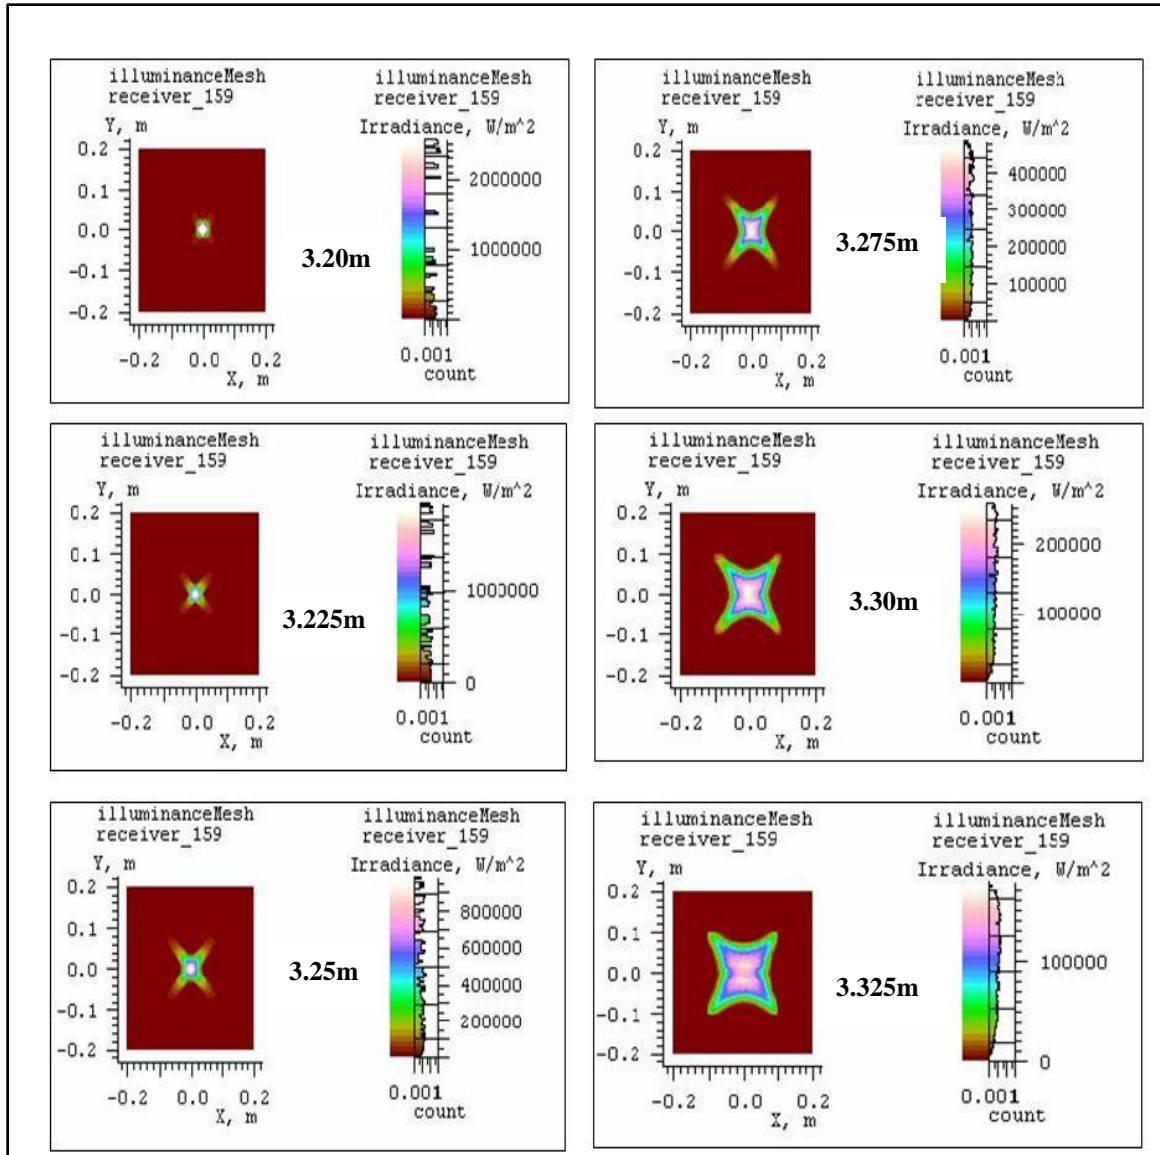 illuminanceMesh
receiver_159
illuminanceMesh
receiver_159
Y, m
Irradiance, W/m^2
0.2
0.1
0.0
-0.1
-0.2
-0.2 0.0 0.2
X, m
3.20m
2000000
1000000
0.001
count
illuminanceMesh
receiver_159
illuminanceMesh
receiver_159
Y, m
Irradiance, W/m^2
0.2
0.1
0.0
-0.1
-0.2
-0.2 0.0 0.2
X, m
3.275m
400000
300000
200000
100000
0.001
count
illuminanceMesh
receiver_159
illuminanceMesh
receiver_159
Y, m
Irradiance, W/m^2
0.2
0.1
0.0
-0.1
-0.2
-0.2 0.0 0.2
X, m
3.225m
1000000
0
0.001
count
illuminanceMesh
receiver_159
illuminanceMesh
receiver_159
Y, m
Irradiance, W/m^2
0.2
0.1
0.0
-0.1
-0.2
-0.2 0.0 0.2
X, m
3.30m
200000
100000
0.001
count
illuminanceMesh
receiver_159
illuminanceMesh
receiver_159
Y, m
Irradiance, W/m^2
0.2
0.1
0.0
-0.1
-0.2
-0.2 0.0 0.2
X, m
3.25m
800000
600000
400000
200000
0.001
count
illuminanceMesh
receiver_159
illuminanceMesh
receiver_159
Y, m
Irradiance, W/m^2
0.2
0.1
0.0
-0.1
-0.2
-0.2 0.0 0.2
X, m
3.325m
100000
0
0.001
count